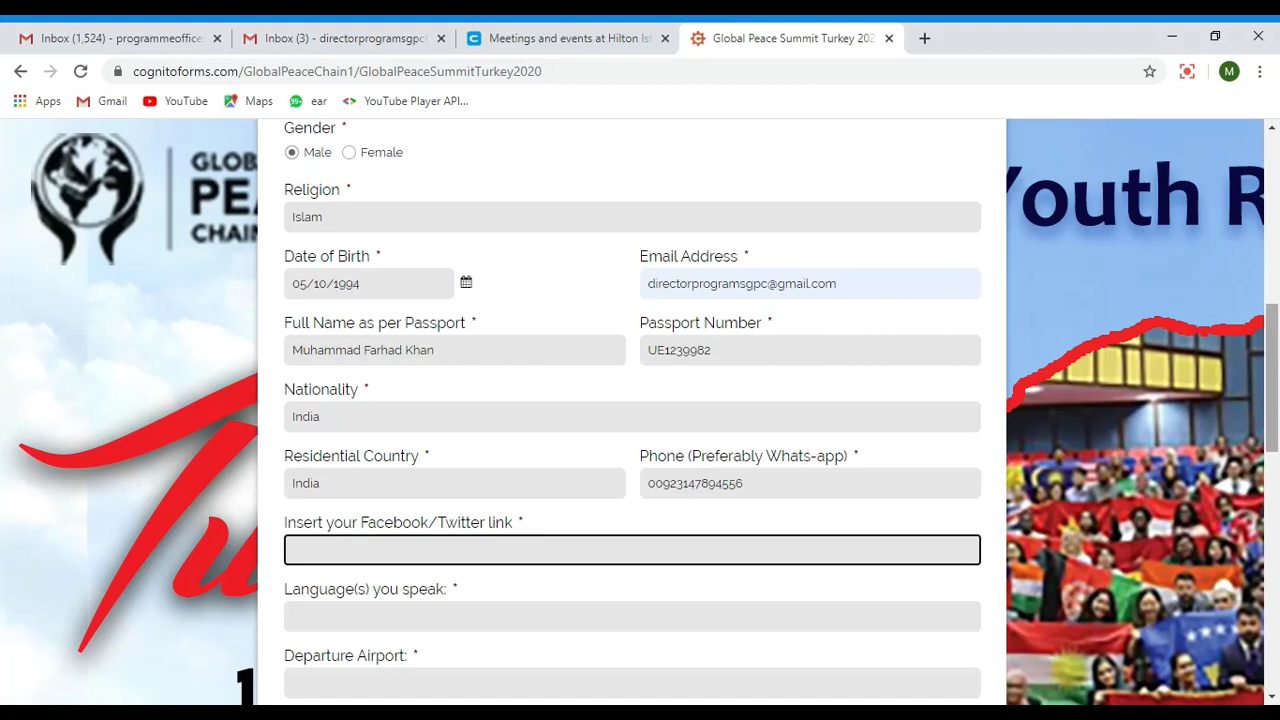 Inbox (1,524) - programmeoffice
Inbox (3) - directorprogramsgpc
Meetings and events at Hilton Ist
Global Peace Summit Turkey 202
cognitoforms.com/GlobalPeaceChain1/GlobalPeaceSummitTurkey2020
M
Apps
Gmail
YouTube
Maps
99+
ear
YouTube Player API...
GLOB
PEA
CHAIN
Youth R
Gender *
Male
Female
Religion *
Islam
Date of Birth *
Email Address *
05/10/1994
directorprogramsgpc@gmail.com
Full Name as per Passport *
Passport Number *
Muhammad Farhad Khan
UE1239982
Nationality *
India
Residential Country *
Phone (Preferably Whats-app) *
India
00923147894556
Insert your Facebook/Twitter link *
Language(s) you speak: *
Departure Airport: *
Tu
1